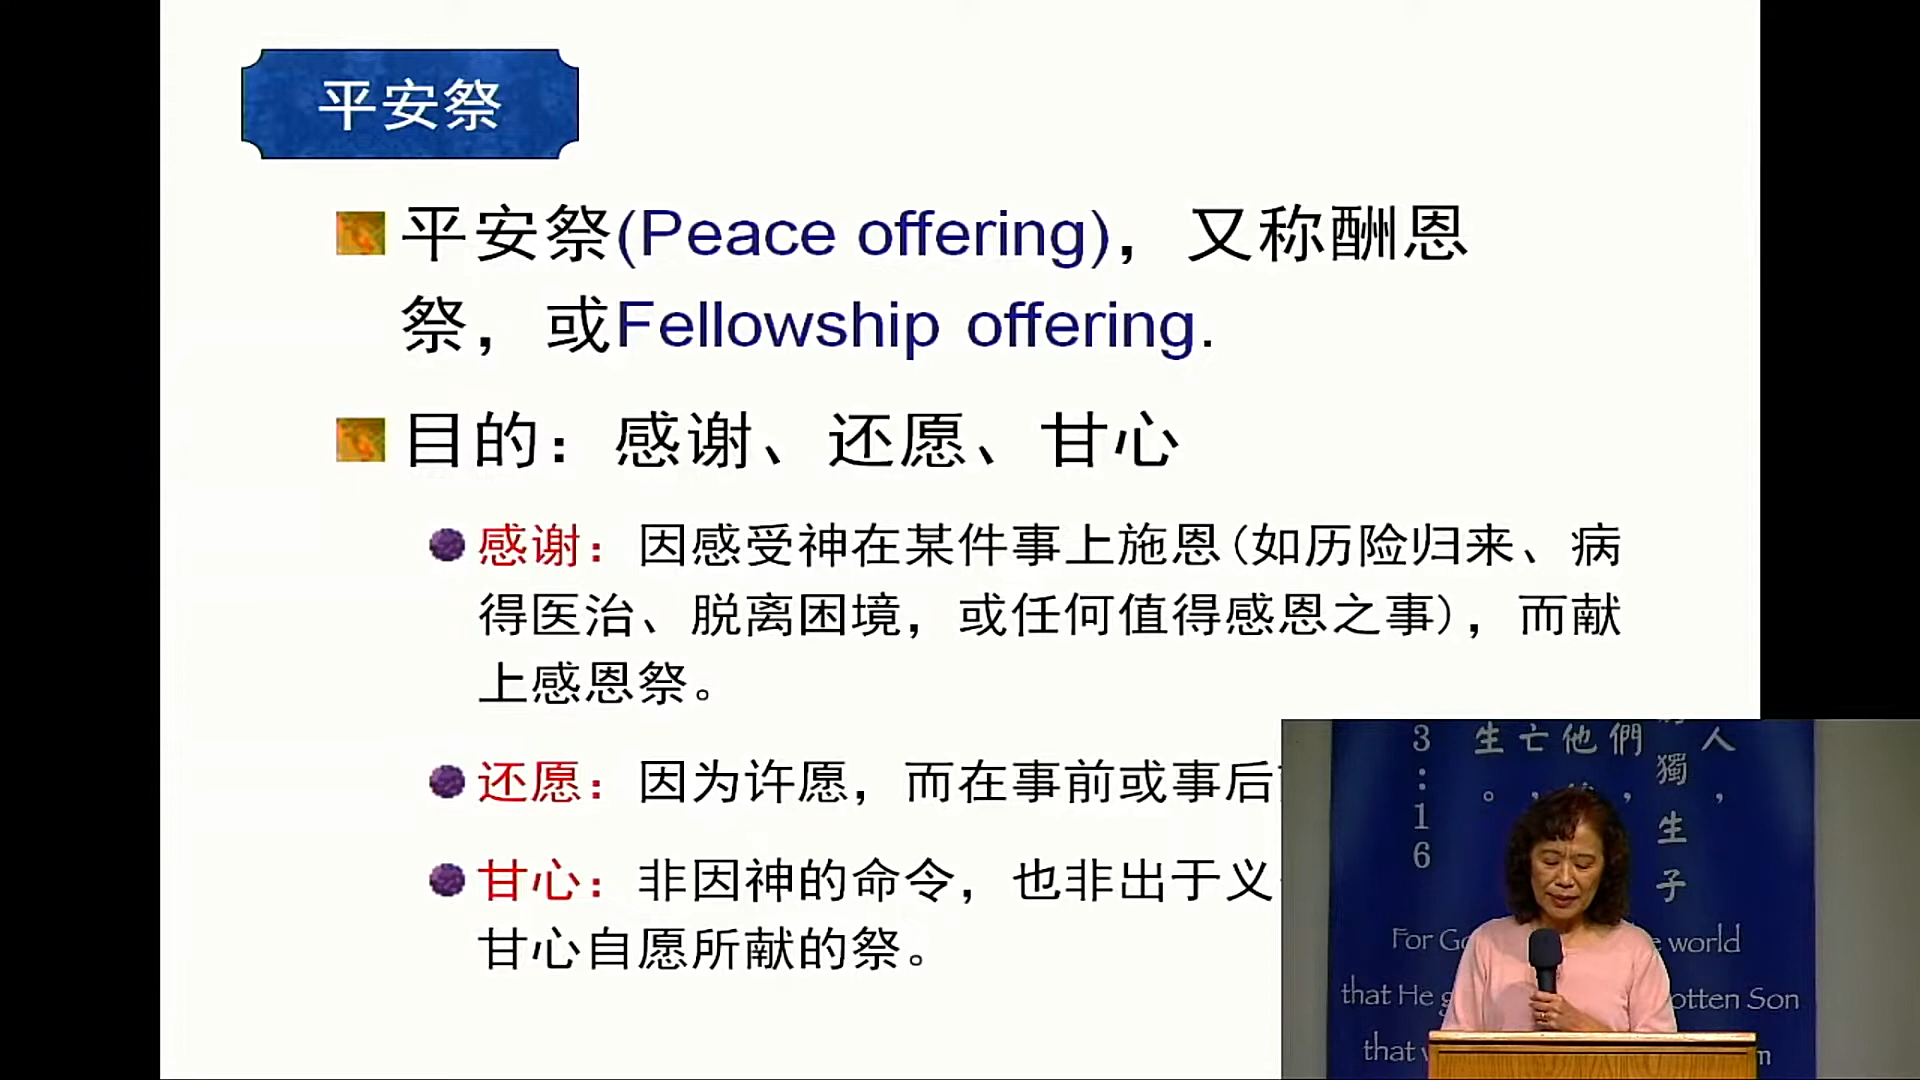 平安祭
平安祭(Peace offering)，又称酬恩
祭，或Fellowship offering.
目的：感谢、还愿、甘心
感谢：因感受神在某件事上施恩(如历险归来、病
得医治、脱离困境，或任何值得感恩之事)，而献
上感恩祭。
还愿：因为许愿，而在事前或事后
甘心：非因神的命令，也非出于义
甘心自愿所献的祭。
人，
獨生子
們，
他
亡，
生。
3:16
For G e world
that He g otten Son
that